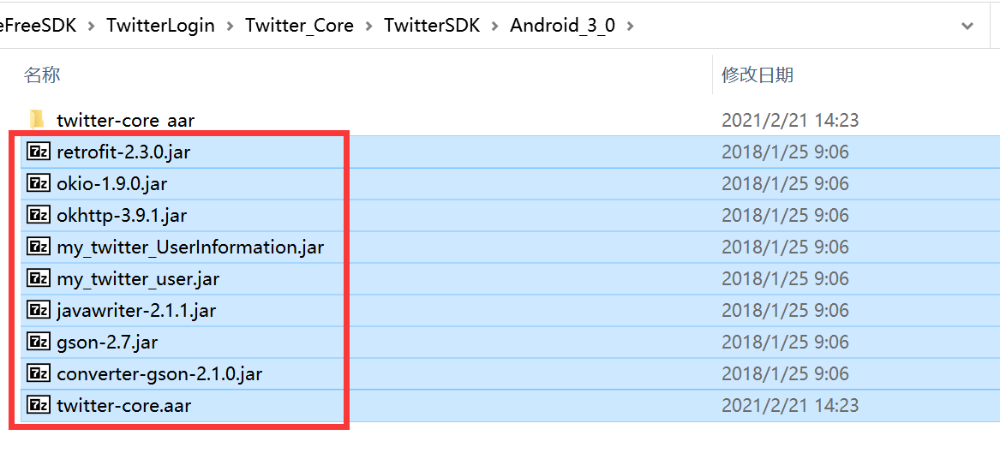 eFreeSDK > TwitterLogin > Twitter_Core > TwitterSDK > Android_3_0 >
名称 修改日期
twitter-core_aar 2021/2/21 14:23
retrofit-2.3.0.jar 2018/1/25 9:06
okio-1.9.0.jar 2018/1/25 9:06
okhttp-3.9.1.jar 2018/1/25 9:06
my_twitter_UserInformation.jar 2018/1/25 9:06
my_twitter_user.jar 2018/1/25 9:06
javawriter-2.1.1.jar 2018/1/25 9:06
gson-2.7.jar 2018/1/25 9:06
converter-gson-2.1.0.jar 2018/1/25 9:06
twitter-core.aar 2021/2/21 14:23